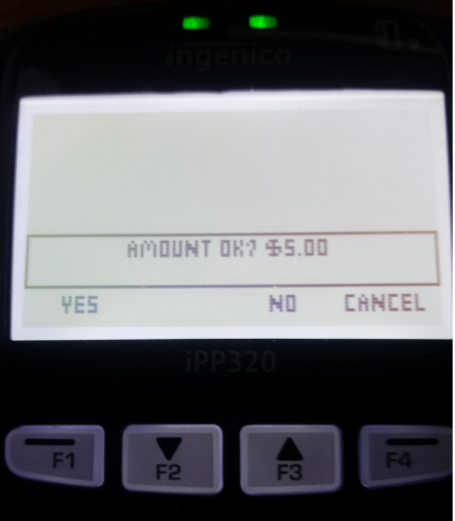 ingenico
AMOUNT OK? $5.00
YES NO CANCEL
iPP320
F1 F2 F3 F4